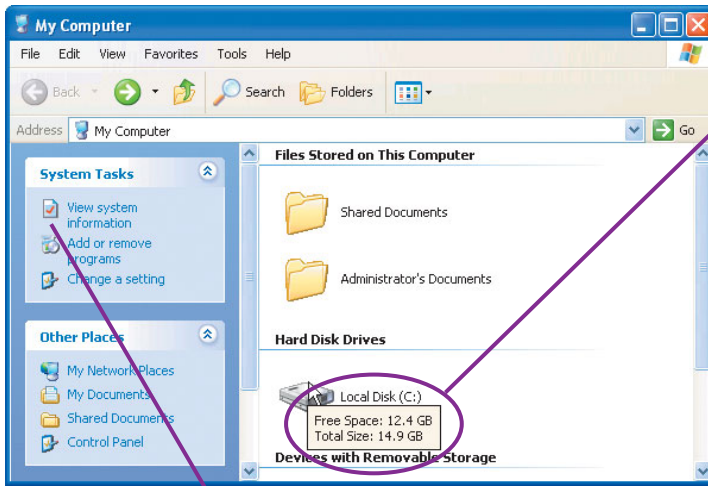 My Computer
File Edit View Favorites Tools Help
Back Search Folders
Address My Computer Go
System Tasks
View system
information
Add or remove
programs
Change a setting
Other Places
My Network Places
My Documents
Shared Documents
Control Panel
Files Stored on This Computer
Shared Documents
Administrator's Documents
Hard Disk Drives
Local Disk (C:)
Free Space: 12.4 GB
Total Size: 14.9 GB
Devices with Removable Storage